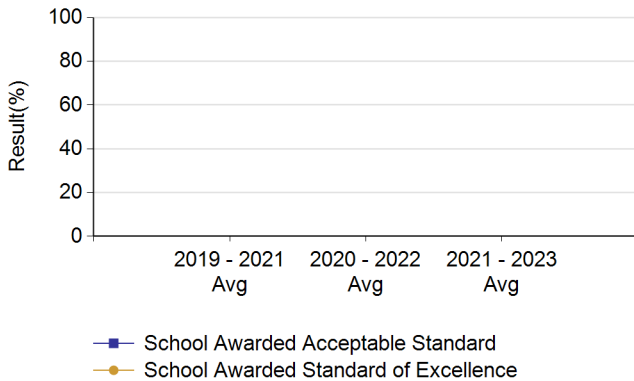 100
80
60
40
20
0
Result(%)
2019 - 2021 2020 - 2022 2021 - 2023
Avg Avg Avg
School Awarded Acceptable Standard
School Awarded Standard of Excellence